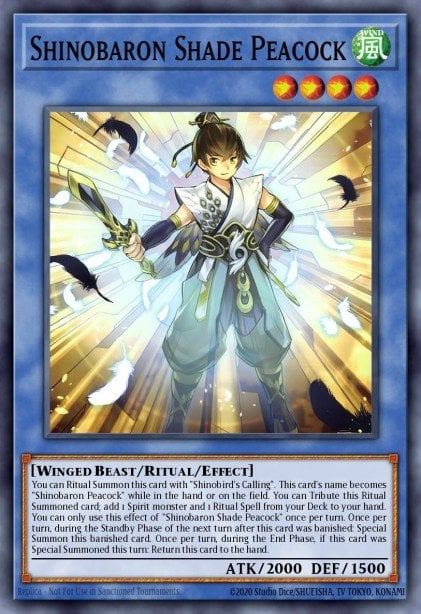 Shinobaron Shade Peacock
WIND
風
[Winged Beast/Ritual/Effect]
You can Ritual Summon this card with "Shinobird's Calling". This card's name becomes
"Shinobaron Peacock" while in the hand or on the field. You can Tribute this Ritual
Summoned card; add 1 Spirit monster and 1 Ritual Spell from your Deck to your hand.
You can only use this effect of "Shinobaron Shade Peacock" once per turn. Once per
turn, during the Standby Phase of the next turn after this card was banished: Special
Summon this banished card. Once per turn, during the End Phase, if this card was
Special Summoned this turn: Return this card to the hand.
ATK/2000 DEF/1500
Replica - Not For Use in Sanctioned Tournaments.
©2020 Studio Dice/SHUEISHA, TV TOKYO, KONAMI